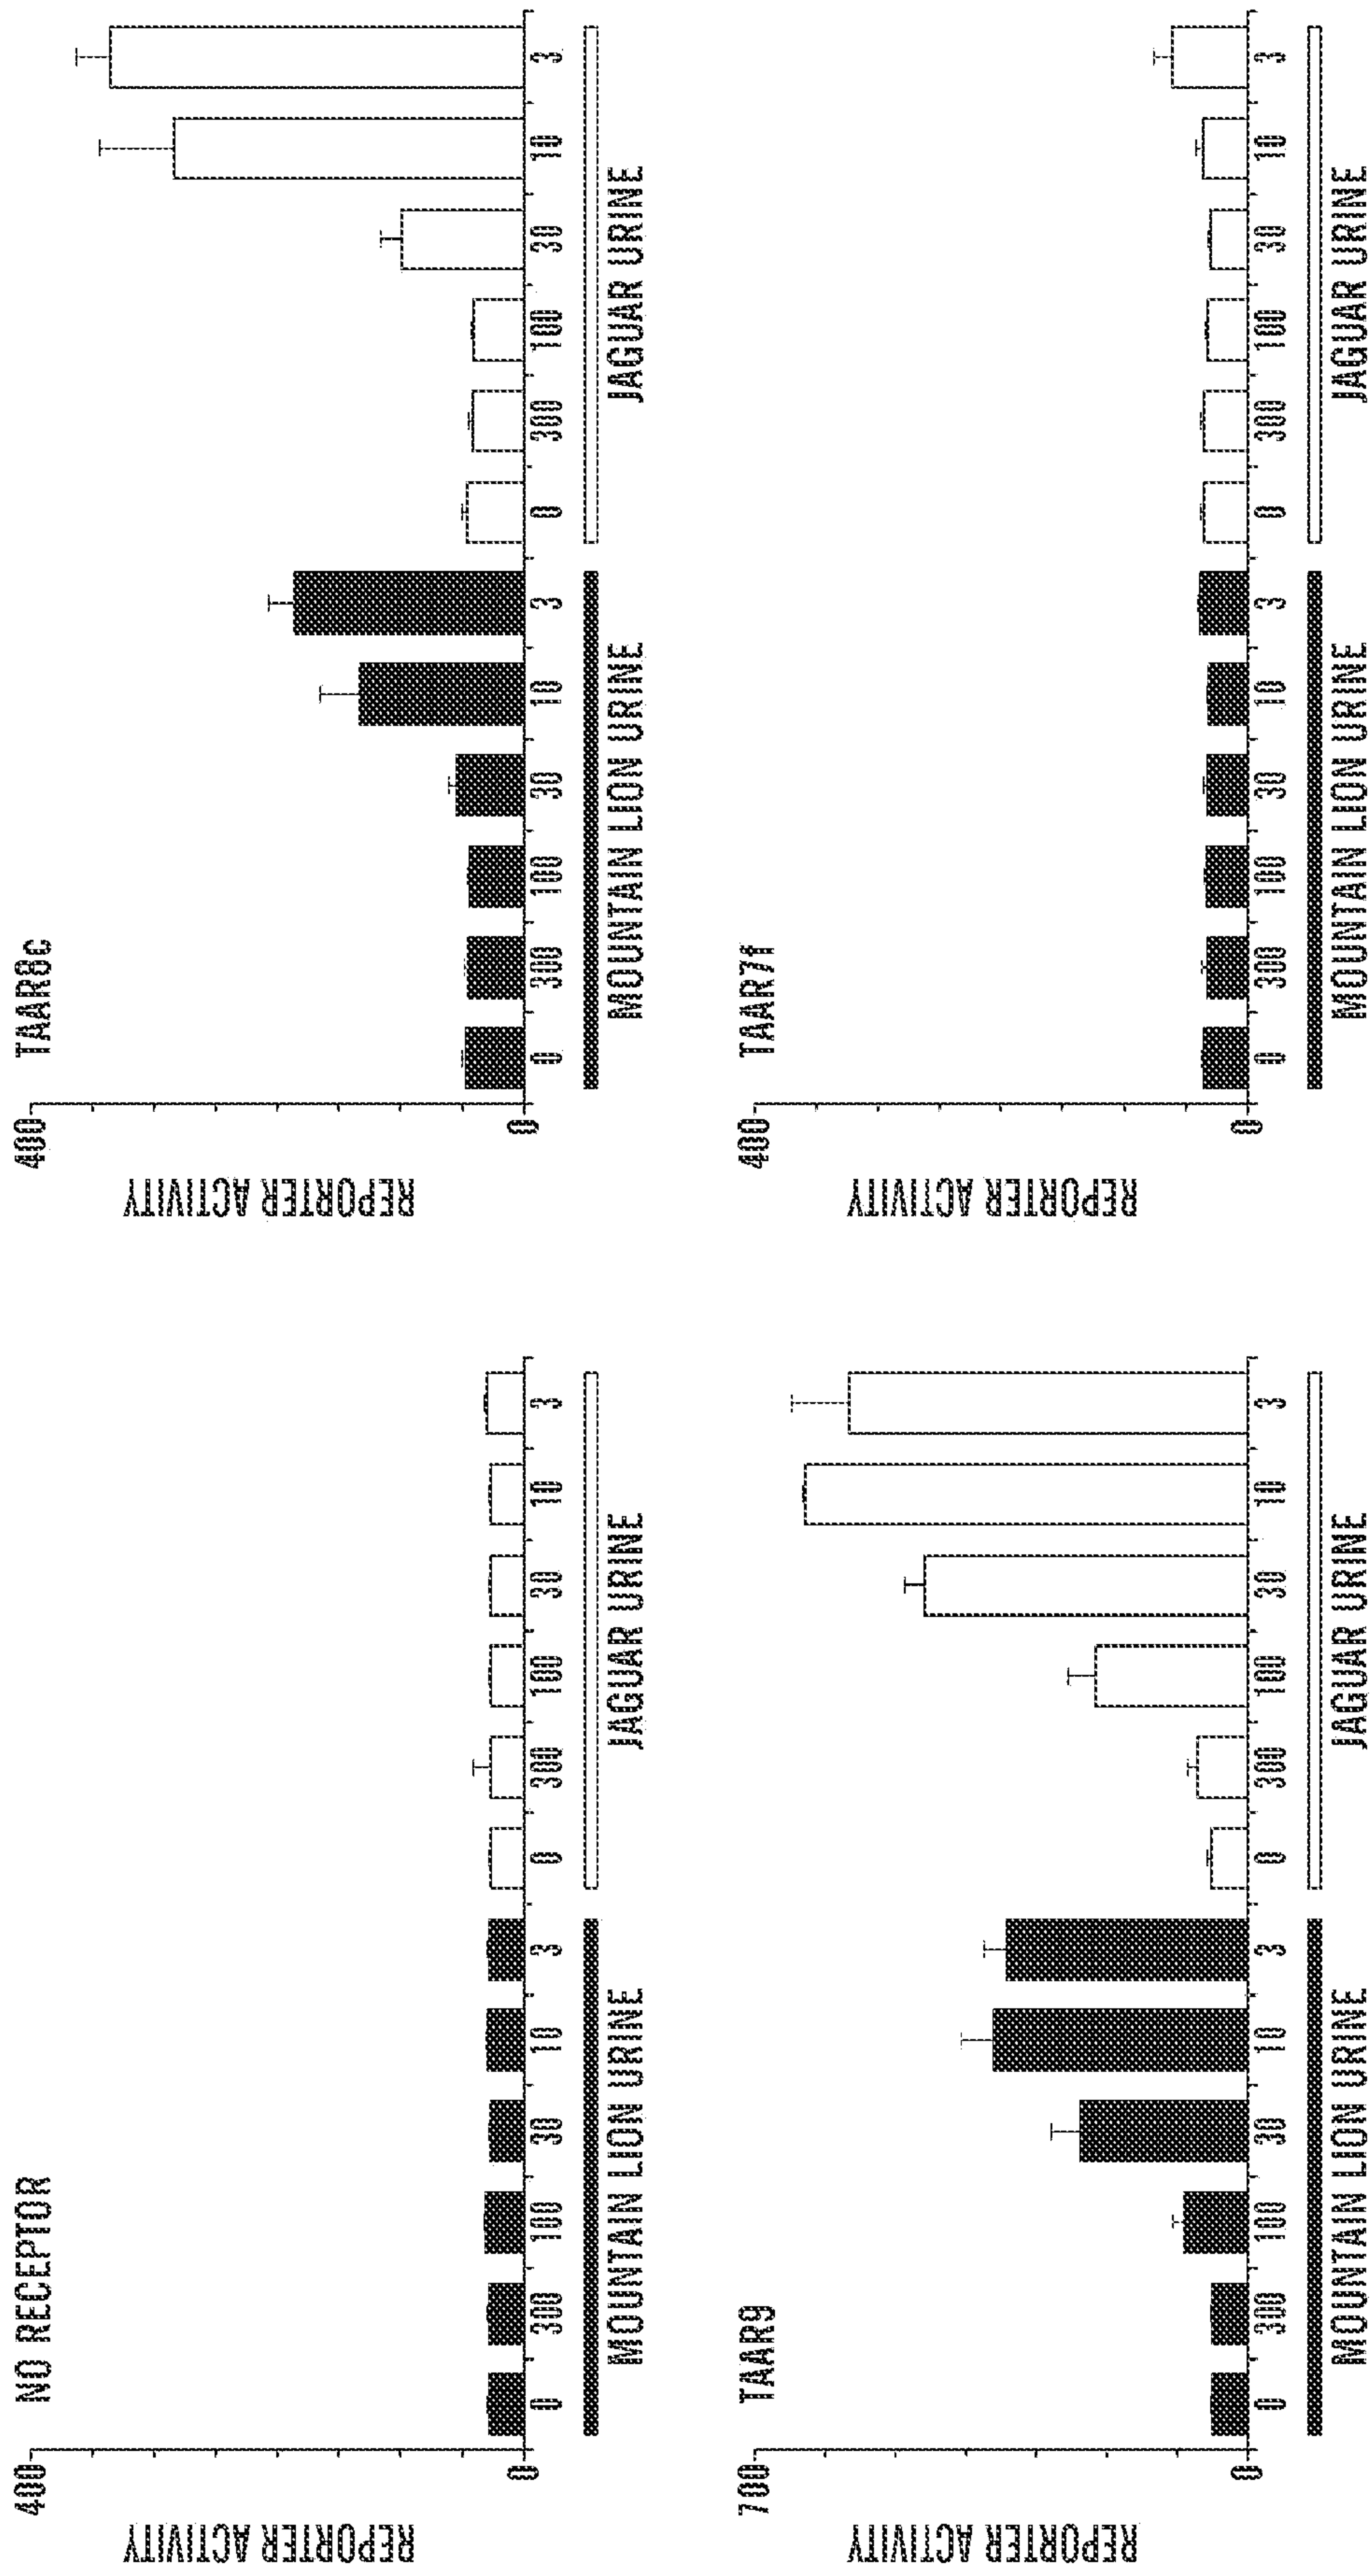 NO RECEPTOR
400
0
REPORTER ACTIVITY
0 300 100 30 10 3 0 300 100 30 10 3
MOUNTAIN LION URINE JAGUAR URINE
TAAR8c
400
0
REPORTER ACTIVITY
0 300 100 30 10 3 0 300 100 30 10 3
MOUNTAIN LION URINE JAGUAR URINE
TAAR9
700
0
REPORTER ACTIVITY
0 300 100 30 10 3 0 300 100 30 10 3
MOUNTAIN LION URINE JAGUAR URINE
TAAR7f
400
0
REPORTER ACTIVITY
0 300 100 30 10 3 0 300 100 30 10 3
MOUNTAIN LION URINE JAGUAR URINE